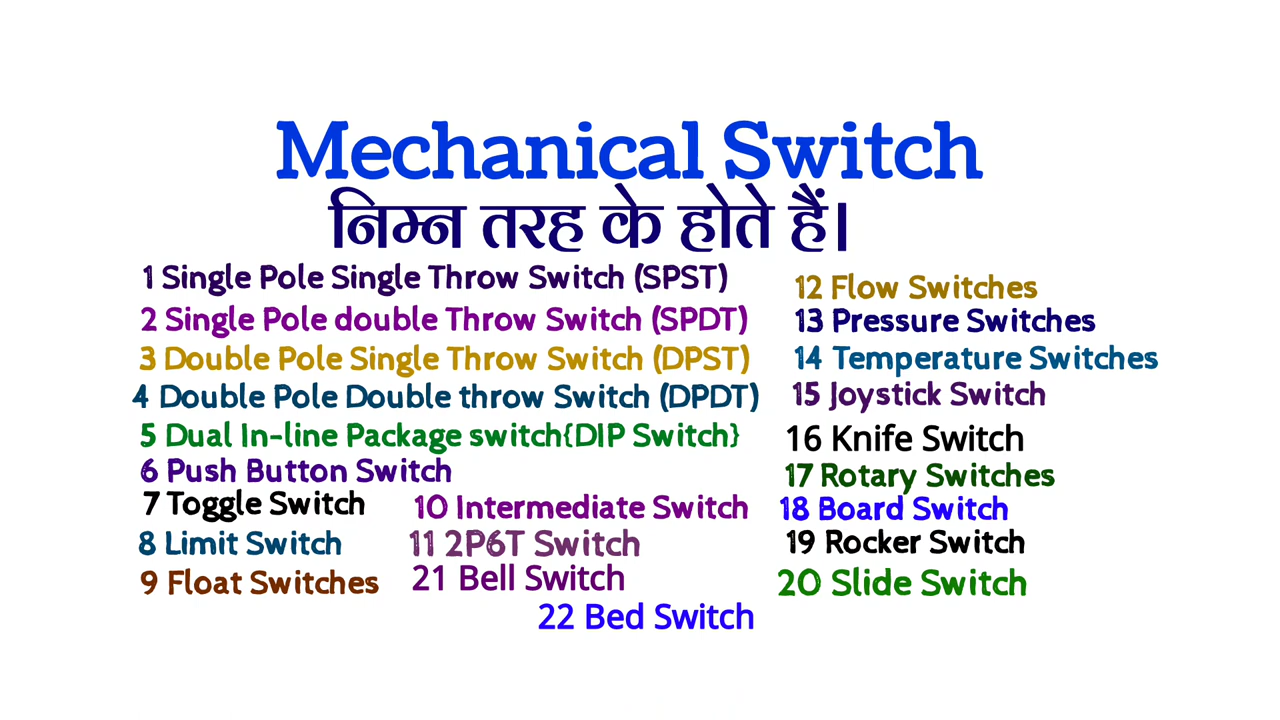 Mechanical Switch
निम्न तरह के होते हैं।
1 Single Pole Single Throw Switch (SPST)
2 Single Pole double Throw Switch (SPDT)
3 Double Pole Single Throw Switch (DPST)
4 Double Pole Double throw Switch (DPDT)
5 Dual In-line Package switch{DIP Switch}
6 Push Button Switch
7 Toggle Switch
8 Limit Switch
9 Float Switches
10 Intermediate Switch
11 2P6T Switch
21 Bell Switch
22 Bed Switch
12 Flow Switches
13 Pressure Switches
14 Temperature Switches
15 Joystick Switch
16 Knife Switch
17 Rotary Switches
18 Board Switch
19 Rocker Switch
20 Slide Switch